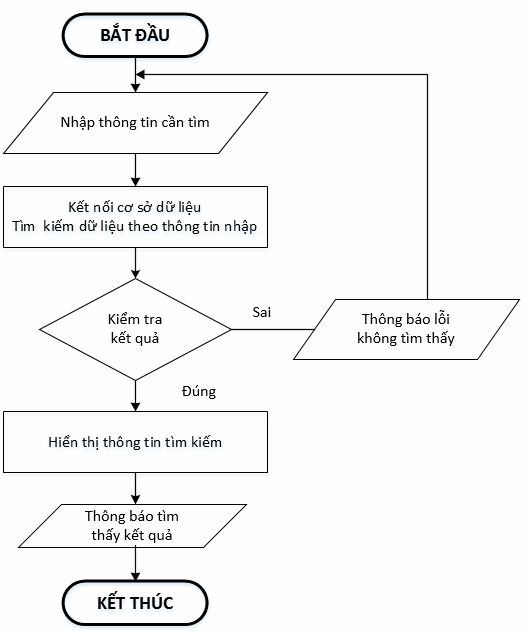 BẮT ĐẦU
Nhập thông tin cần tìm
Kết nối cơ sở dữ liệu
Tìm kiếm dữ liệu theo thông tin nhập
Kiểm tra
kết quả
Sai
Thông báo lỗi
không tìm thấy
Đúng
Hiển thị thông tin tìm kiếm
Thông báo tìm
thấy kết quả
KẾT THÚC